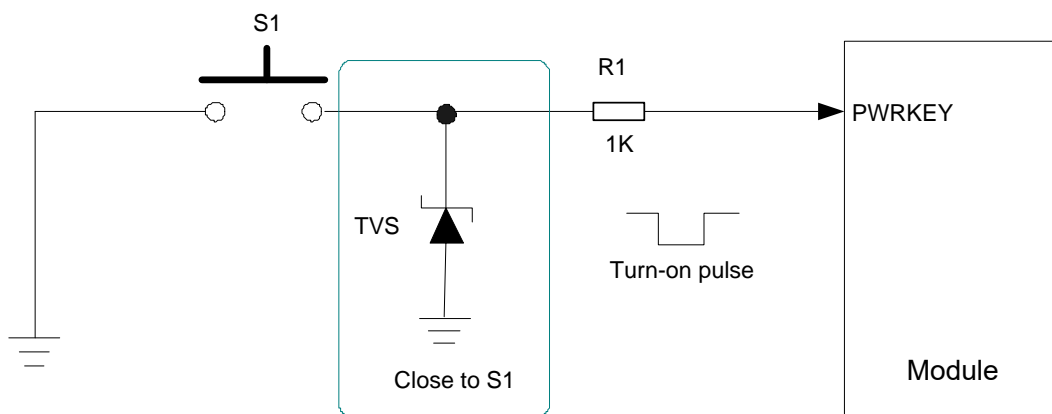 S1
R1
1K
PWRKEY
TVS
Turn-on pulse
Close to S1
Module